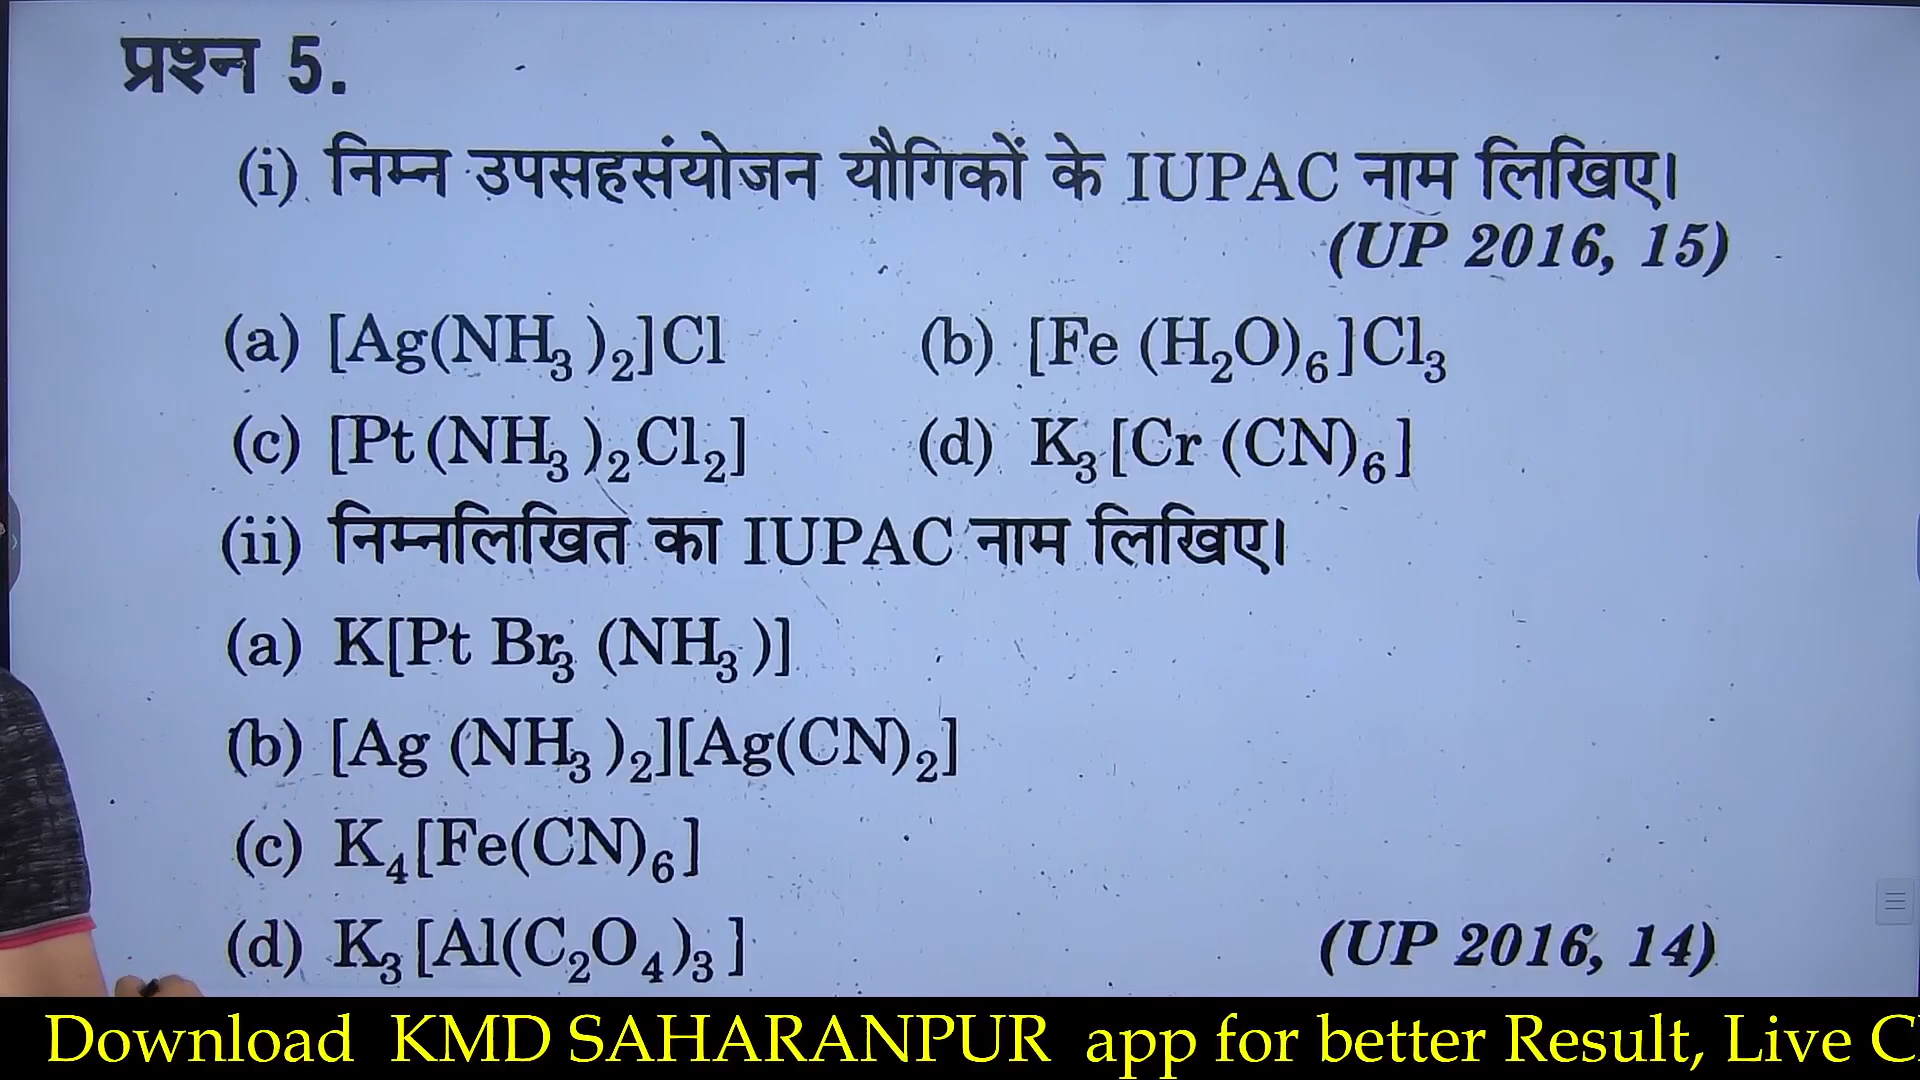 प्रश्न 5.
(i) निम्न उपसहसंयोजन यौगिकों के IUPAC नाम लिखिए।
(UP 2016, 15)
(a) [Ag(NH₃)₂]Cl (b) [Fe (H₂O)₆]Cl₃
(c) [Pt(NH₃)₂Cl₂] (d) K₃[Cr (CN)₆]
(ii) निम्नलिखित का IUPAC नाम लिखिए।
(a) K[Pt Br₃ (NH₃)]
(b) [Ag (NH₃)₂][Ag(CN)₂]
(c) K₄[Fe(CN)₆]
(d) K₃[Al(C₂O₄)₃] (UP 2016, 14)
Download KMD SAHARANPUR app for better Result, Live